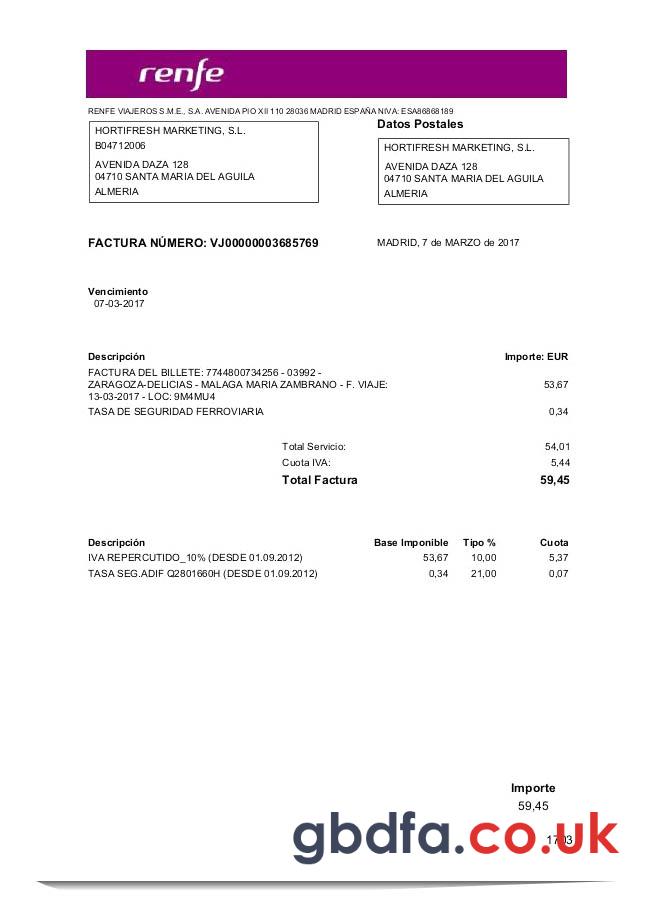 renfe
RENFE VIAJEROS S.M.E., S.A. AVENIDA PIO XII 110 28036 MADRID ESPAÑA NIVA: ESA86868189
HORTIFRESH MARKETING, S.L.
B04712006
AVENIDA DAZA 128
04710 SANTA MARIA DEL AGUILA
ALMERIA
Datos Postales
HORTIFRESH MARKETING, S.L.
AVENIDA DAZA 128
04710 SANTA MARIA DEL AGUILA
ALMERIA
FACTURA NÚMERO: VJ00000003685769
MADRID, 7 de MARZO de 2017
Vencimiento
07-03-2017
Descripción Importe: EUR
FACTURA DEL BILLETE: 7744800734256 - 03992 -
ZARAGOZA-DELICIAS - MALAGA MARIA ZAMBRANO - F. VIAJE: 53,67
13-03-2017 - LOC: 9M4MU4
TASA DE SEGURIDAD FERROVIARIA 0,34
Total Servicio: 54,01
Cuota IVA: 5,44
Total Factura 59,45
Descripción Base Imponible Tipo % Cuota
IVA REPERCUTIDO_10% (DESDE 01.09.2012) 53,67 10,00 5,37
TASA SEG.ADIF Q2801660H (DESDE 01.09.2012) 0,34 21,00 0,07
Importe
59,45
gbdfa.co.uk